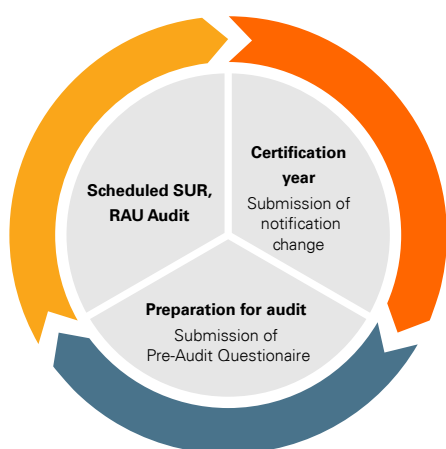 Certification
year
Submission of
notification
change
Scheduled SUR,
RAU Audit
Preparation for audit
Submission of
Pre-Audit Questionaire